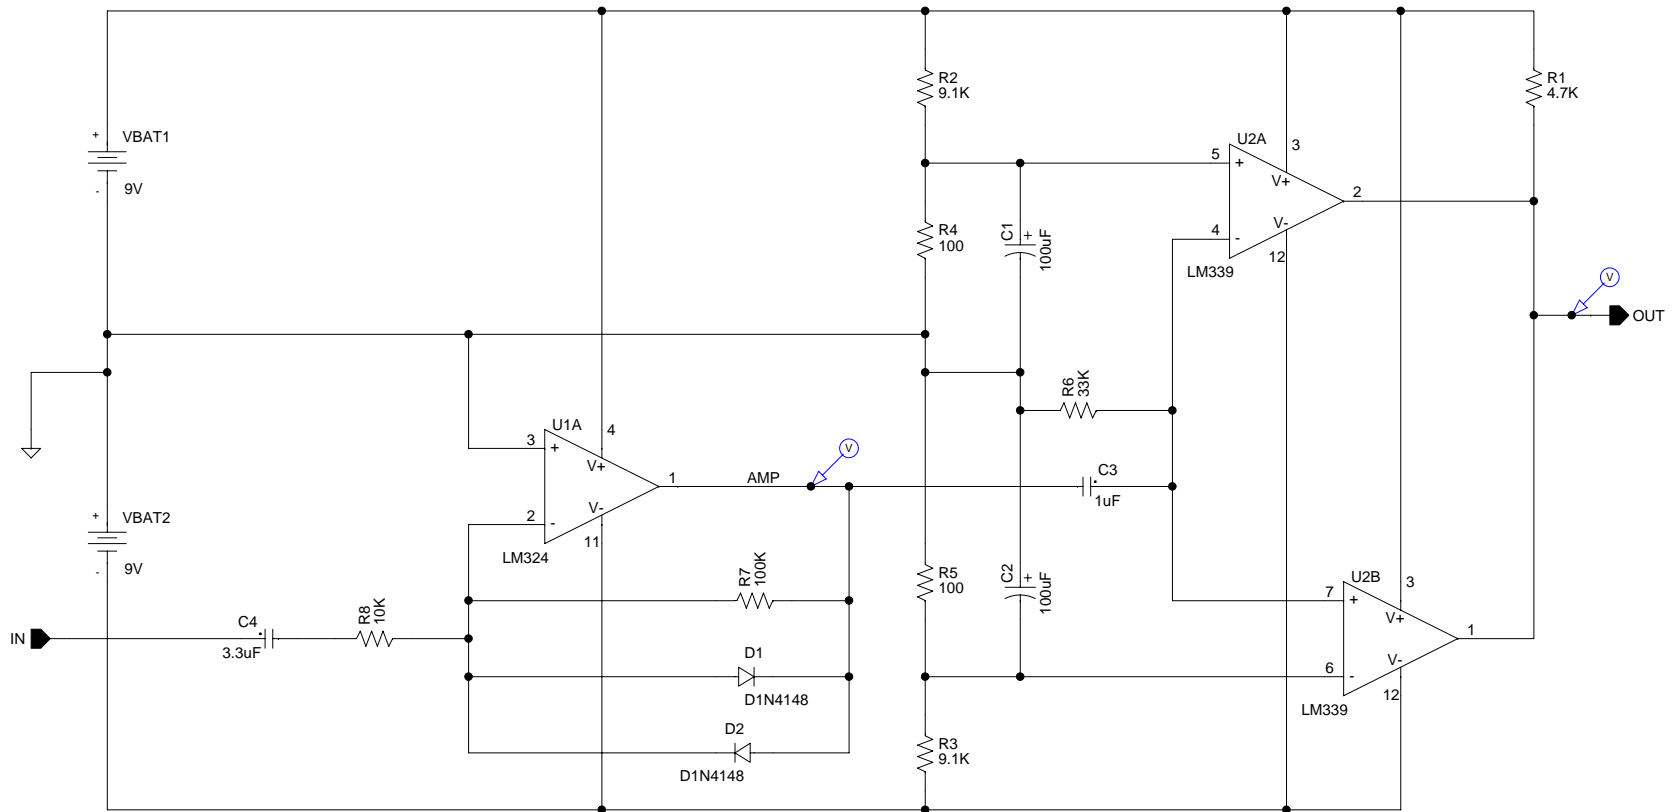 R2
9.1K
R1
4.7K
+
VBAT1
-
9V
U2A
3
5
+
V+
2
R4
100
C1
+
100uF
V-
4
-
12
LM339
V
OUT
R6
33K
U1A
4
3
+
V+
V
1
AMP
C3
1uF
+
VBAT2
-
9V
V-
2
-
11
LM324
R7
100K
R5
100
C2
+
100uF
U2B
3
7
+
V+
1
IN
C4
3.3uF
R8
10K
D1
D1N4148
V-
6
-
12
LM339
D2
D1N4148
R3
9.1K